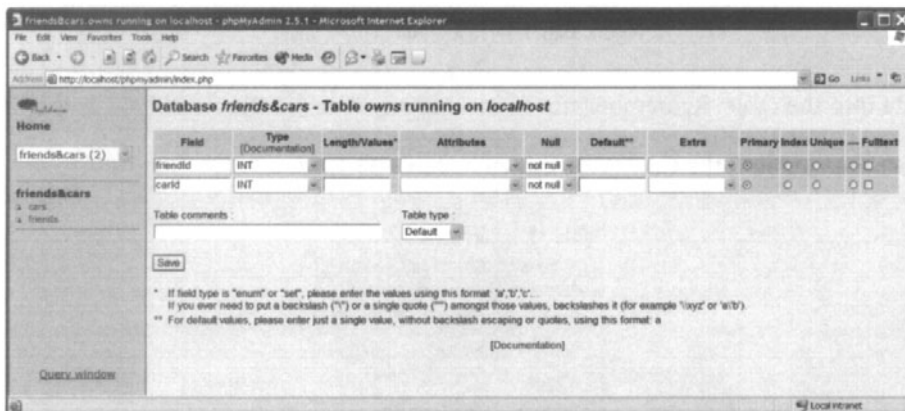 friends&cars.owns running on localhost - phpMyAdmin 2.5.1 - Microsoft Internet Explorer
File Edit View Favorites Tools Help
Back Search Favorites Media
Address http://localhost/phpmyadmin/index.php Go Links
Home
friends&cars (2)
friends&cars
cars
friends
Query window
Database friends&cars - Table owns running on localhost
Field Type [Documentation] Length/Values* Attributes Null Default** Extra Primary Index Unique --- Fulltext
friendId INT not null
carId INT not null
Table comments : Table type :
Default
Save
* If field type is "enum" or "set", please enter the values using this format: 'a','b','c'...
If you ever need to put a backslash ("\") or a single quote ("'") amongst those values, backslashes it (for example '\\xyz' or 'a\'b').
** For default values, please enter just a single value, without backslash escaping or quotes, using this format: a
[Documentation]
Local intranet